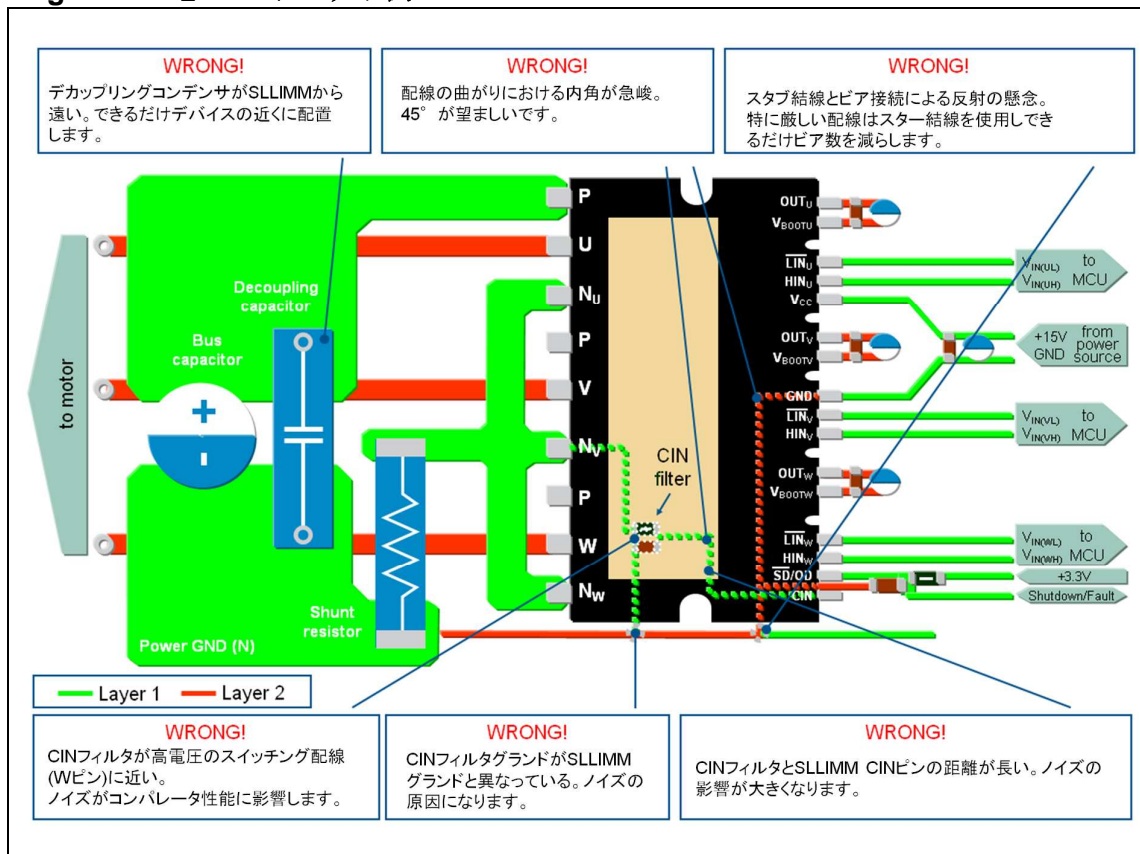 WRONG!
デカップリングコンデンサがSLLIMMから
遠い。できるだけデバイスの近くに配置
します。
WRONG!
配線の曲がりにおける内角が急峻。
45°が望ましいです。
WRONG!
スタブ結線とビア接続による反射の懸念。
特に厳しい配線はスター結線を使用しでき
るだけビア数を減らします。
to motor
Decoupling
capacitor
Bus
capacitor
+
-
Shunt
resistor
Power GND (N)
P
U
NU
P
V
NV
P
W
NW
CIN
filter
OUTU
VBOOTU
LINU
HINU
VCC
OUTV
VBOOTV
GND
LINV
HINV
OUTW
VBOOTW
LINW
HINW
SD/OD
CIN
VIN(UL) to
VIN(UH) MCU
+15V from
GND power
source
VIN(VL) to
VIN(VH) MCU
VIN(WL) to
VIN(WH) MCU
+3.3V
Shutdown/Fault
Layer 1 Layer 2
WRONG!
CINフィルタが高電圧のスイッチング配線
(Wピン)に近い。
ノイズがコンパレータ性能に影響します。
WRONG!
CINフィルタグランドがSLLIMM
グランドと異なっている。ノイズの
原因になります。
WRONG!
CINフィルタとSLLIMM CINピンの距離が長い。ノイズの
影響が大きくなります。